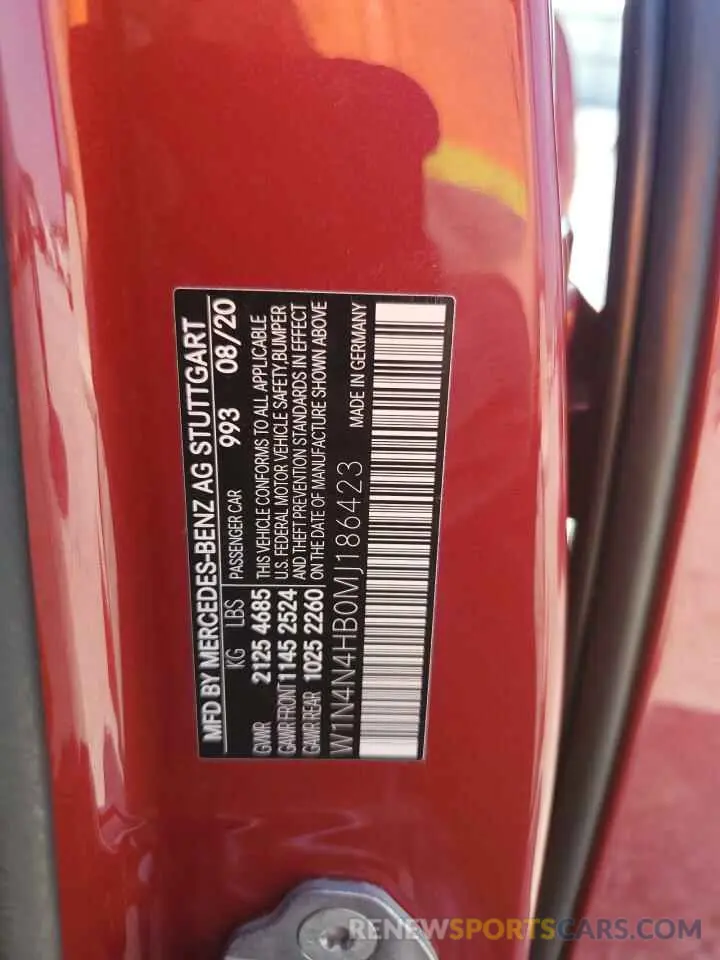 MFD BY MERCEDES-BENZ AG STUTTGART
KG LBS PASSENGER CAR 993 08/20
GVWR 2125 4685 THIS VEHICLE CONFORMS TO ALL APPLICABLE
GAWR FRONT 1145 2524 U.S. FEDERAL MOTOR VEHICLE SAFETY, BUMPER
GAWR REAR 1025 2260 AND THEFT PREVENTION STANDARDS IN EFFECT
ON THE DATE OF MANUFACTURE SHOWN ABOVE
W1N4N4HB0MJ186423 MADE IN GERMANY
RENEWSPORTSCARS.COM